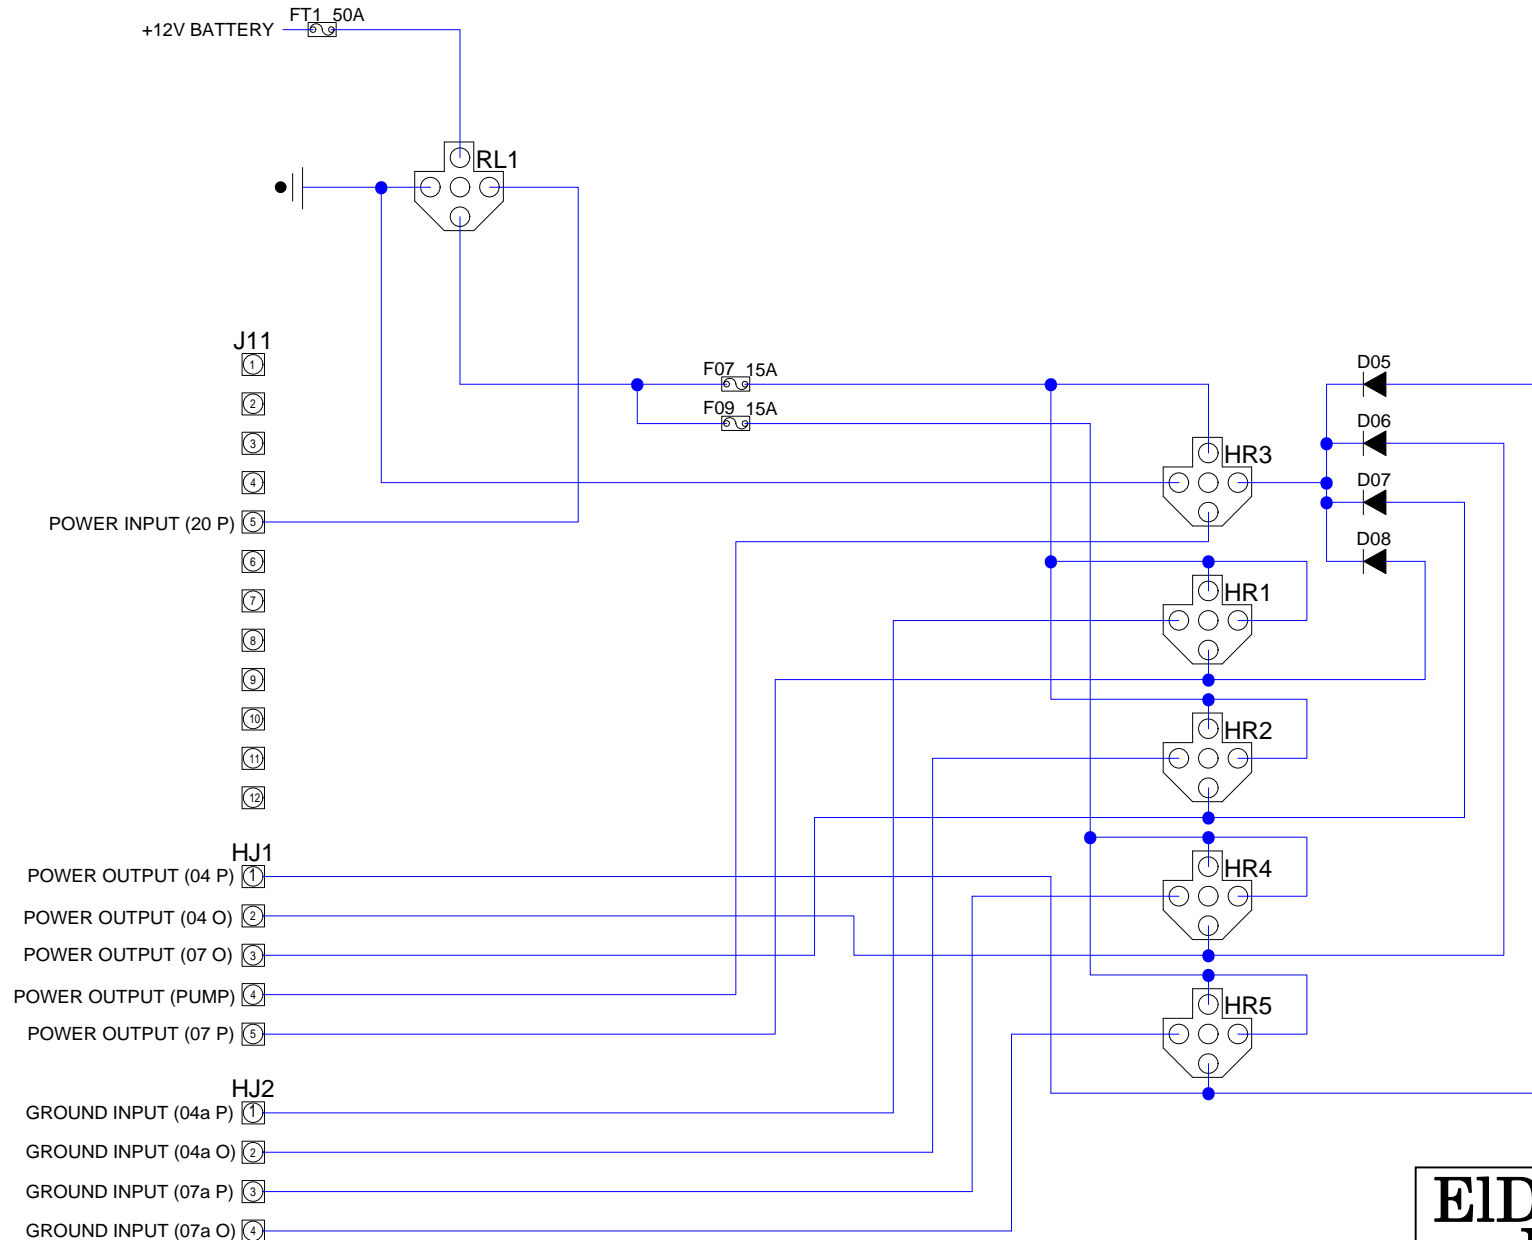 FT1 50A
+12V BATTERY
RL1
J11
1
2
3
4
POWER INPUT (20 P) 5
6
7
8
9
10
11
12
F07 15A
F09 15A
HR3
D05
D06
D07
D08
HR1
HR2
HR4
HR5
HJ1
POWER OUTPUT (04 P) 1
POWER OUTPUT (04 O) 2
POWER OUTPUT (07 O) 3
POWER OUTPUT (PUMP) 4
POWER OUTPUT (07 P) 5
HJ2
GROUND INPUT (04a P) 1
GROUND INPUT (04a O) 2
GROUND INPUT (07a P) 3
GROUND INPUT (07a O) 4